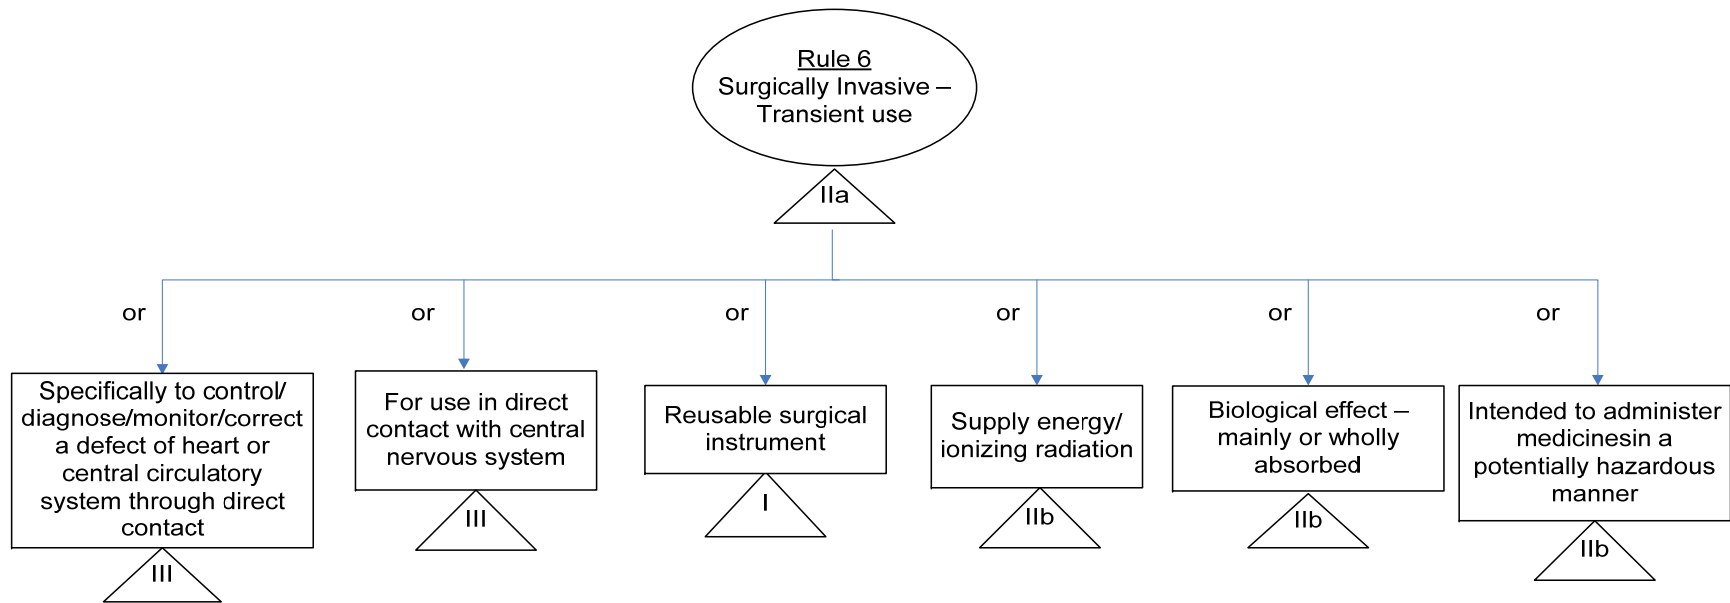 Rule 6
Surgically Invasive –
Transient use
IIa
or
or
or
or
or
or
Specifically to control/
diagnose/monitor/correct
a defect of heart or
central circulatory
system through direct
contact
III
For use in direct
contact with central
nervous system
III
Reusable surgical
instrument
I
Supply energy/
ionizing radiation
IIb
Biological effect –
mainly or wholly
absorbed
IIb
Intended to administer
medicinesin a
potentially hazardous
manner
IIb